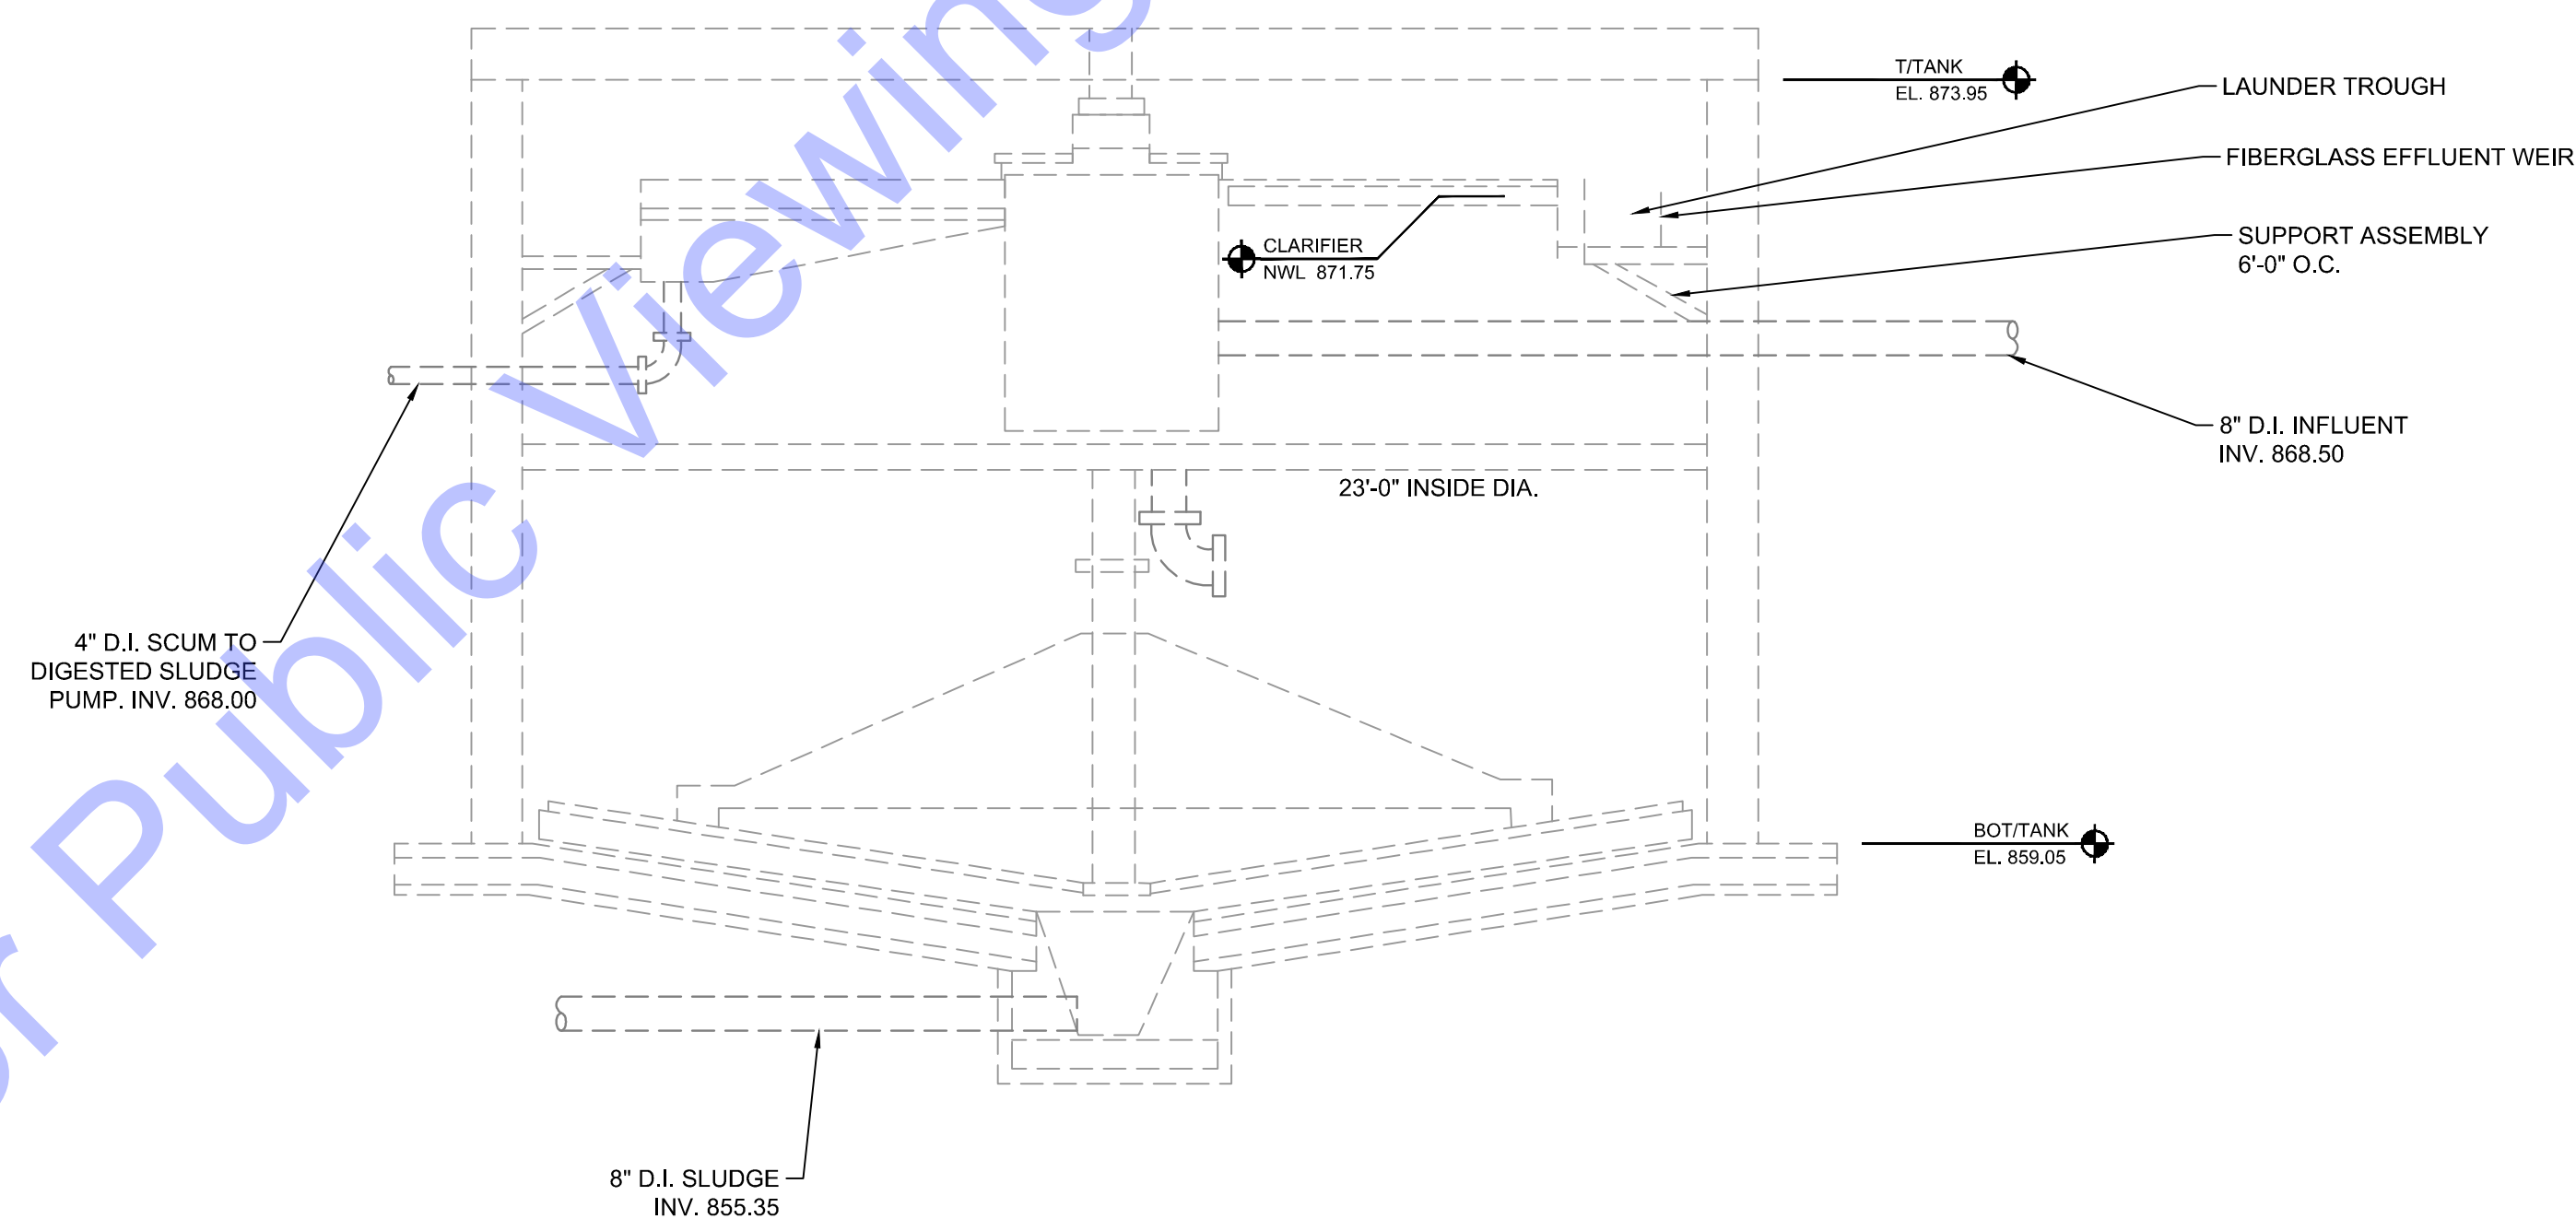 T/TANK
EL. 873.95
LAUNDER TROUGH
FIBERGLASS EFFLUENT WEIR
SUPPORT ASSEMBLY
6'-0" O.C.
CLARIFIER
NWL 871.75
8" D.I. INFLUENT
INV. 868.50
23'-0" INSIDE DIA.
4" D.I. SCUM TO
DIGESTED SLUDGE
PUMP. INV. 868.00
BOT/TANK
EL. 859.05
8" D.I. SLUDGE
INV. 855.35
r Public Viewing